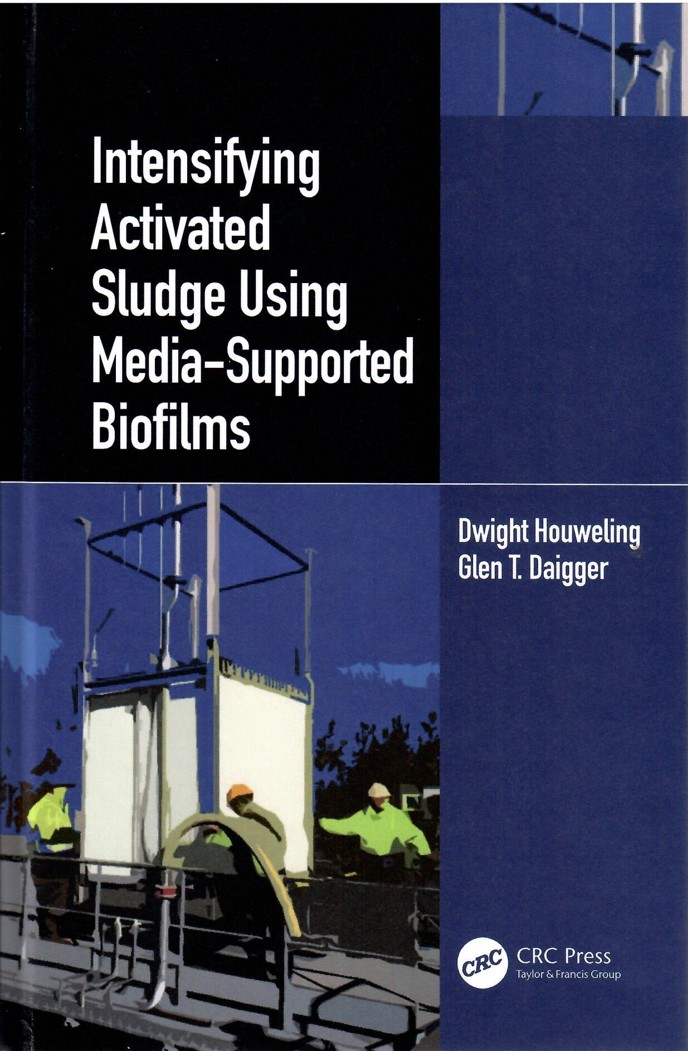 Intensifying
Activated
Sludge Using
Media-Supported
Biofilms
Dwight Houweling
Glen T. Daigger
CRC
CRC Press
Taylor & Francis Group